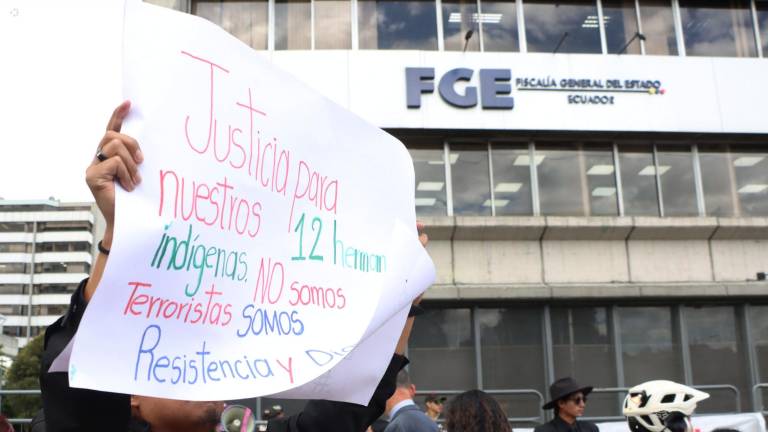 FGE
FISCALÍA GENERAL DEL ESTADO
ECUADOR
Justicia para
nuestros 12 herman
indígenas. NO somos
Terroristas SOMOS
Resistencia y